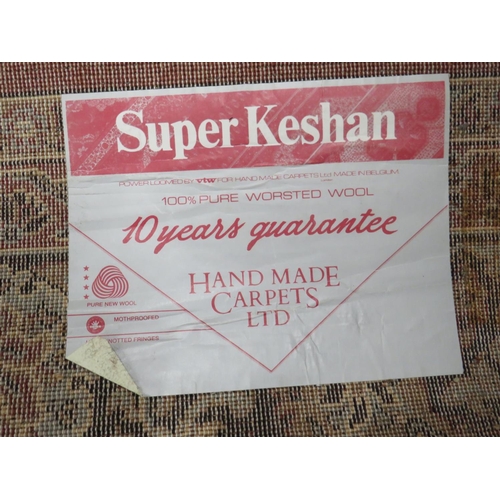 Super Keshan
POWER LOOMED BY vtw FOR HAND MADE CARPETS Ltd MADE IN BELGIUM
100% PURE WORSTED WOOL
10 years guarantee
HAND MADE
CARPETS
LTD
PURE NEW WOOL
MOTHPROOFED
FRINGES